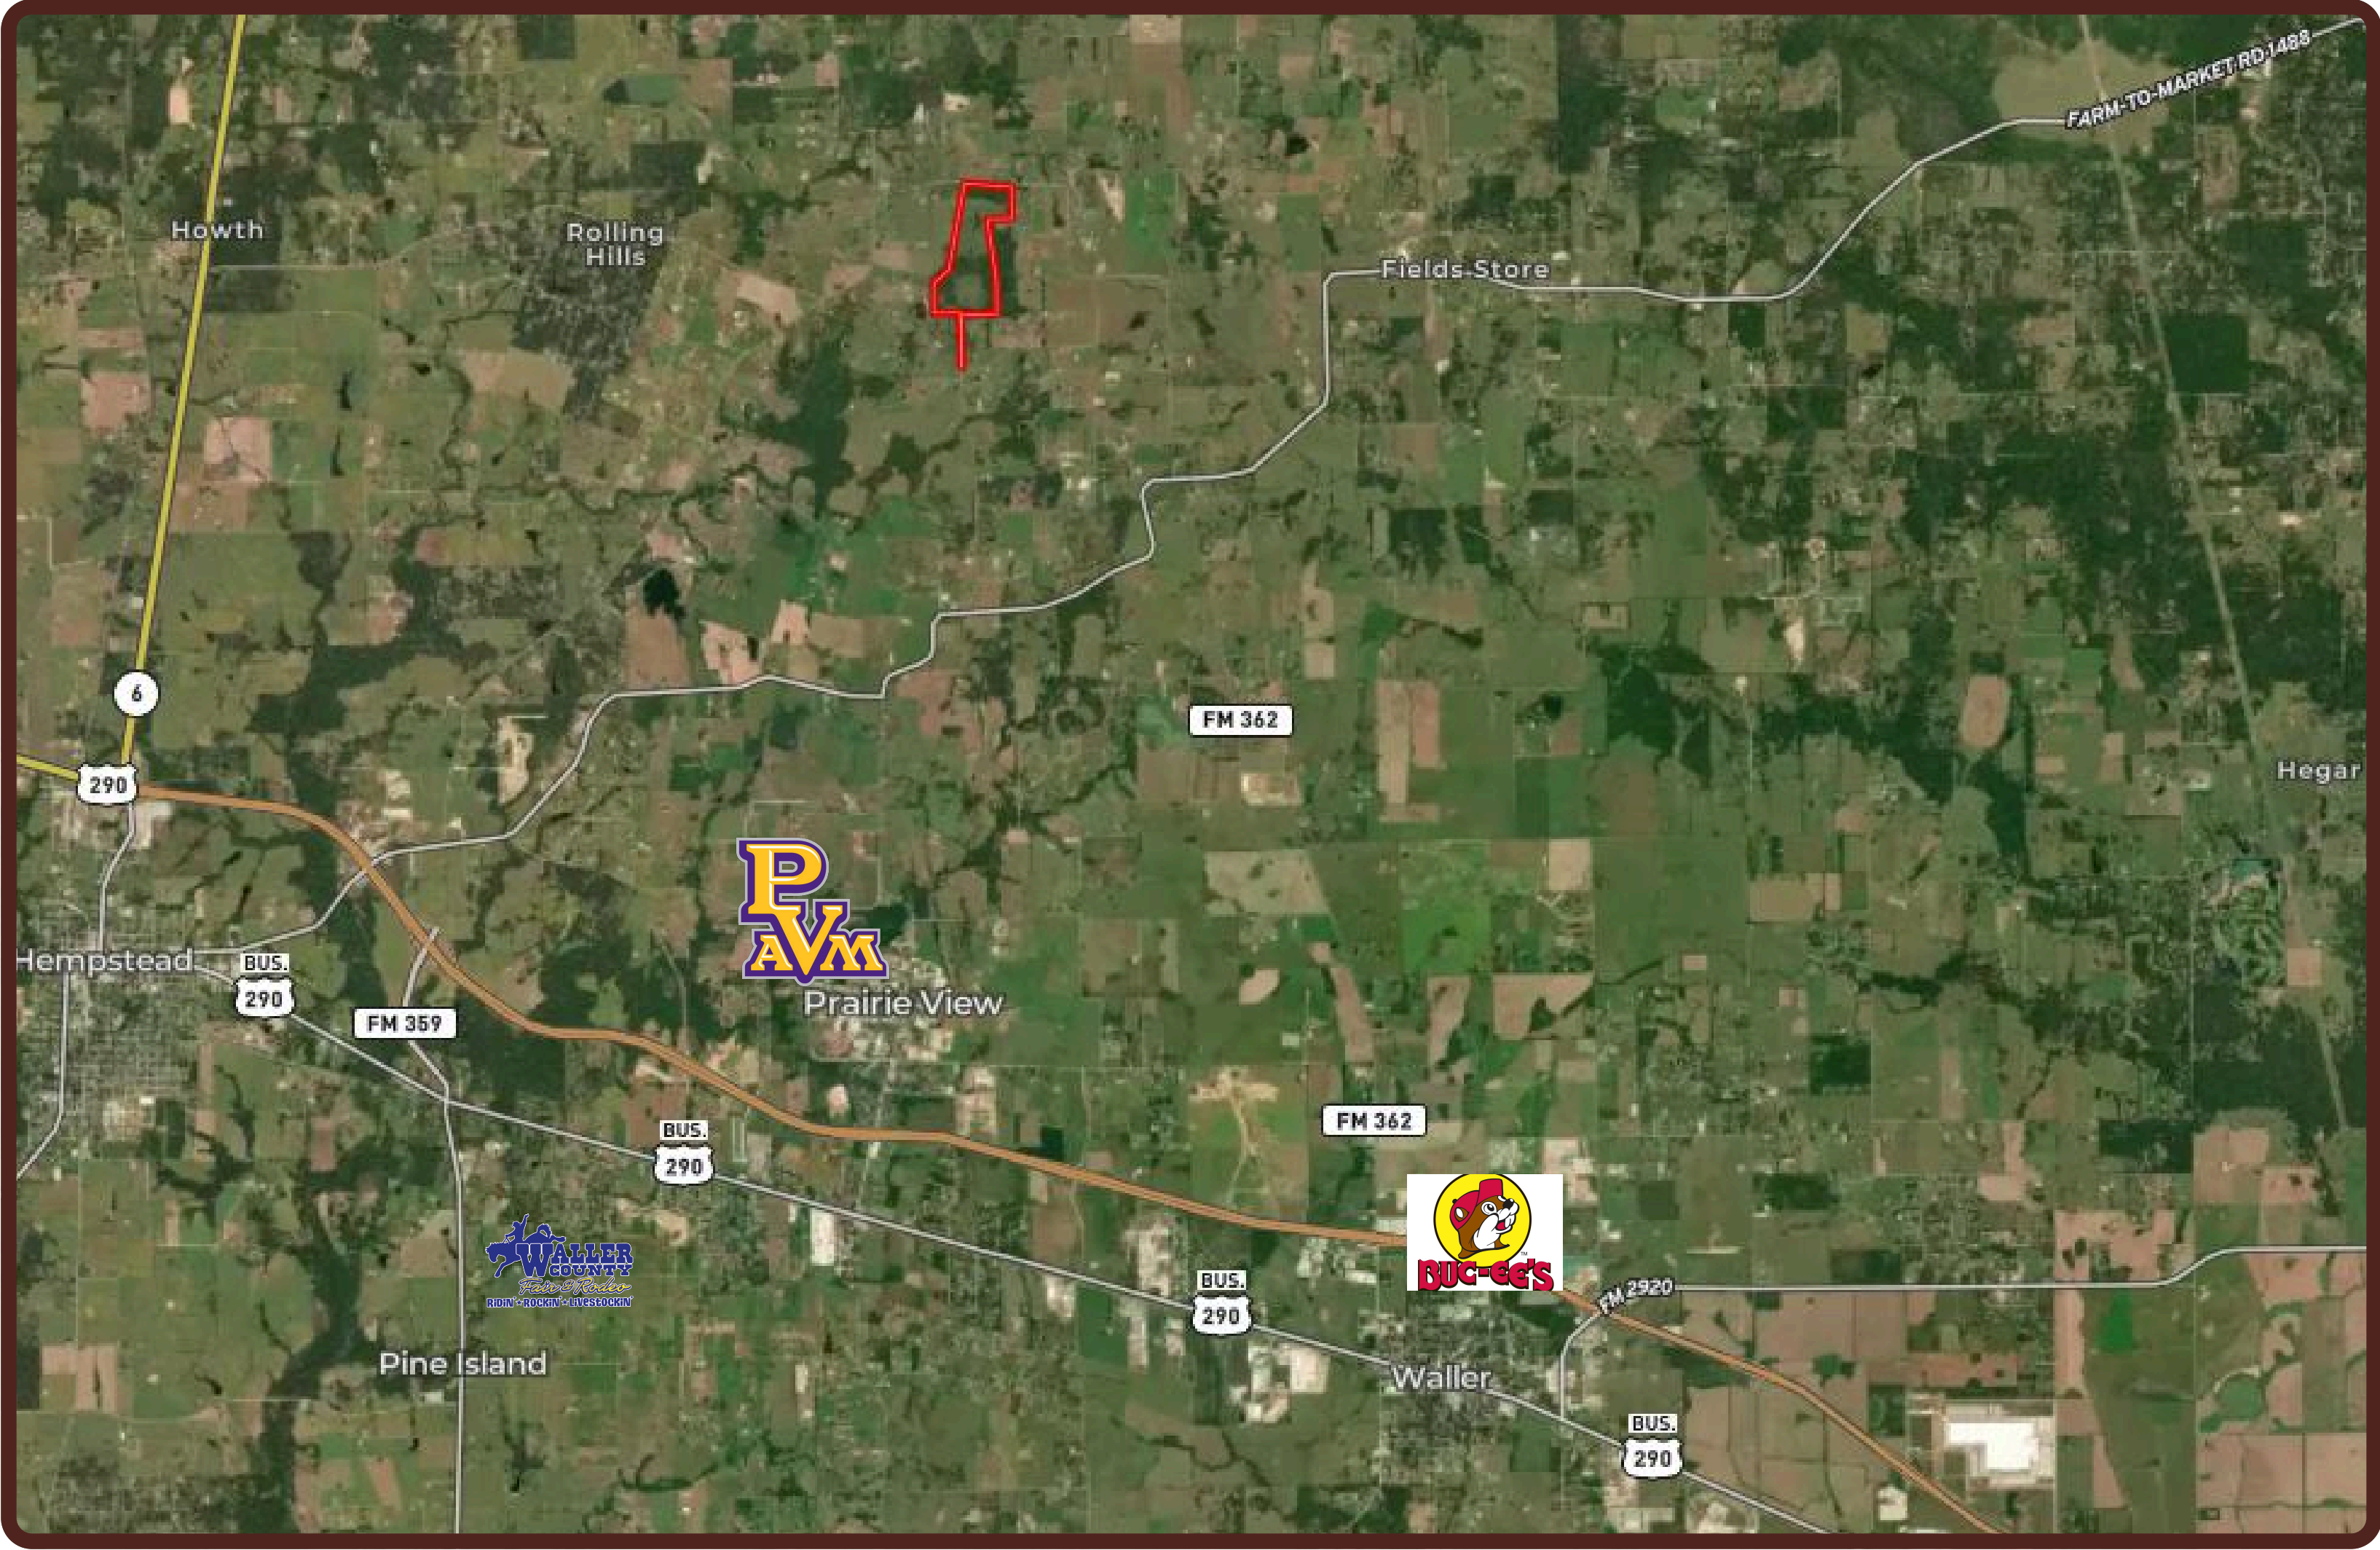 FARM-TO-MARKET RD 1488
Howth
Rolling
Hills
Fields Store
6
FM 362
290
Hegar
PV
A M
Hempstead
BUS.
290
Prairie View
FM 359
FM 362
BUS.
290
BUC-EE'S
WALLER
COUNTY
Fair & Rodeo
RIDIN' • ROCKIN' • LIVESTOCKIN'
BUS.
290
FM 2920
Pine Island
Waller
BUS.
290